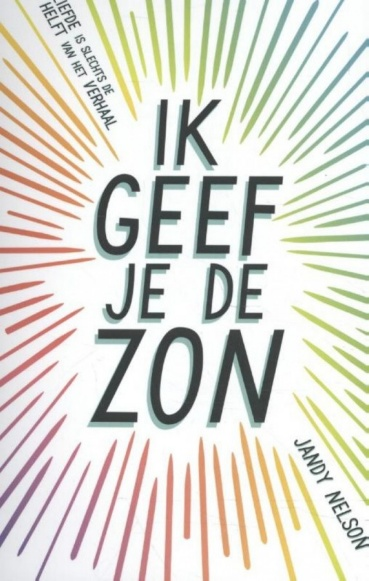 IEFDE IS SLECHTS DE
HELFT VAN HET VERHAAL
IK
GEEF
JE DE
ZON
JANDY NELSON